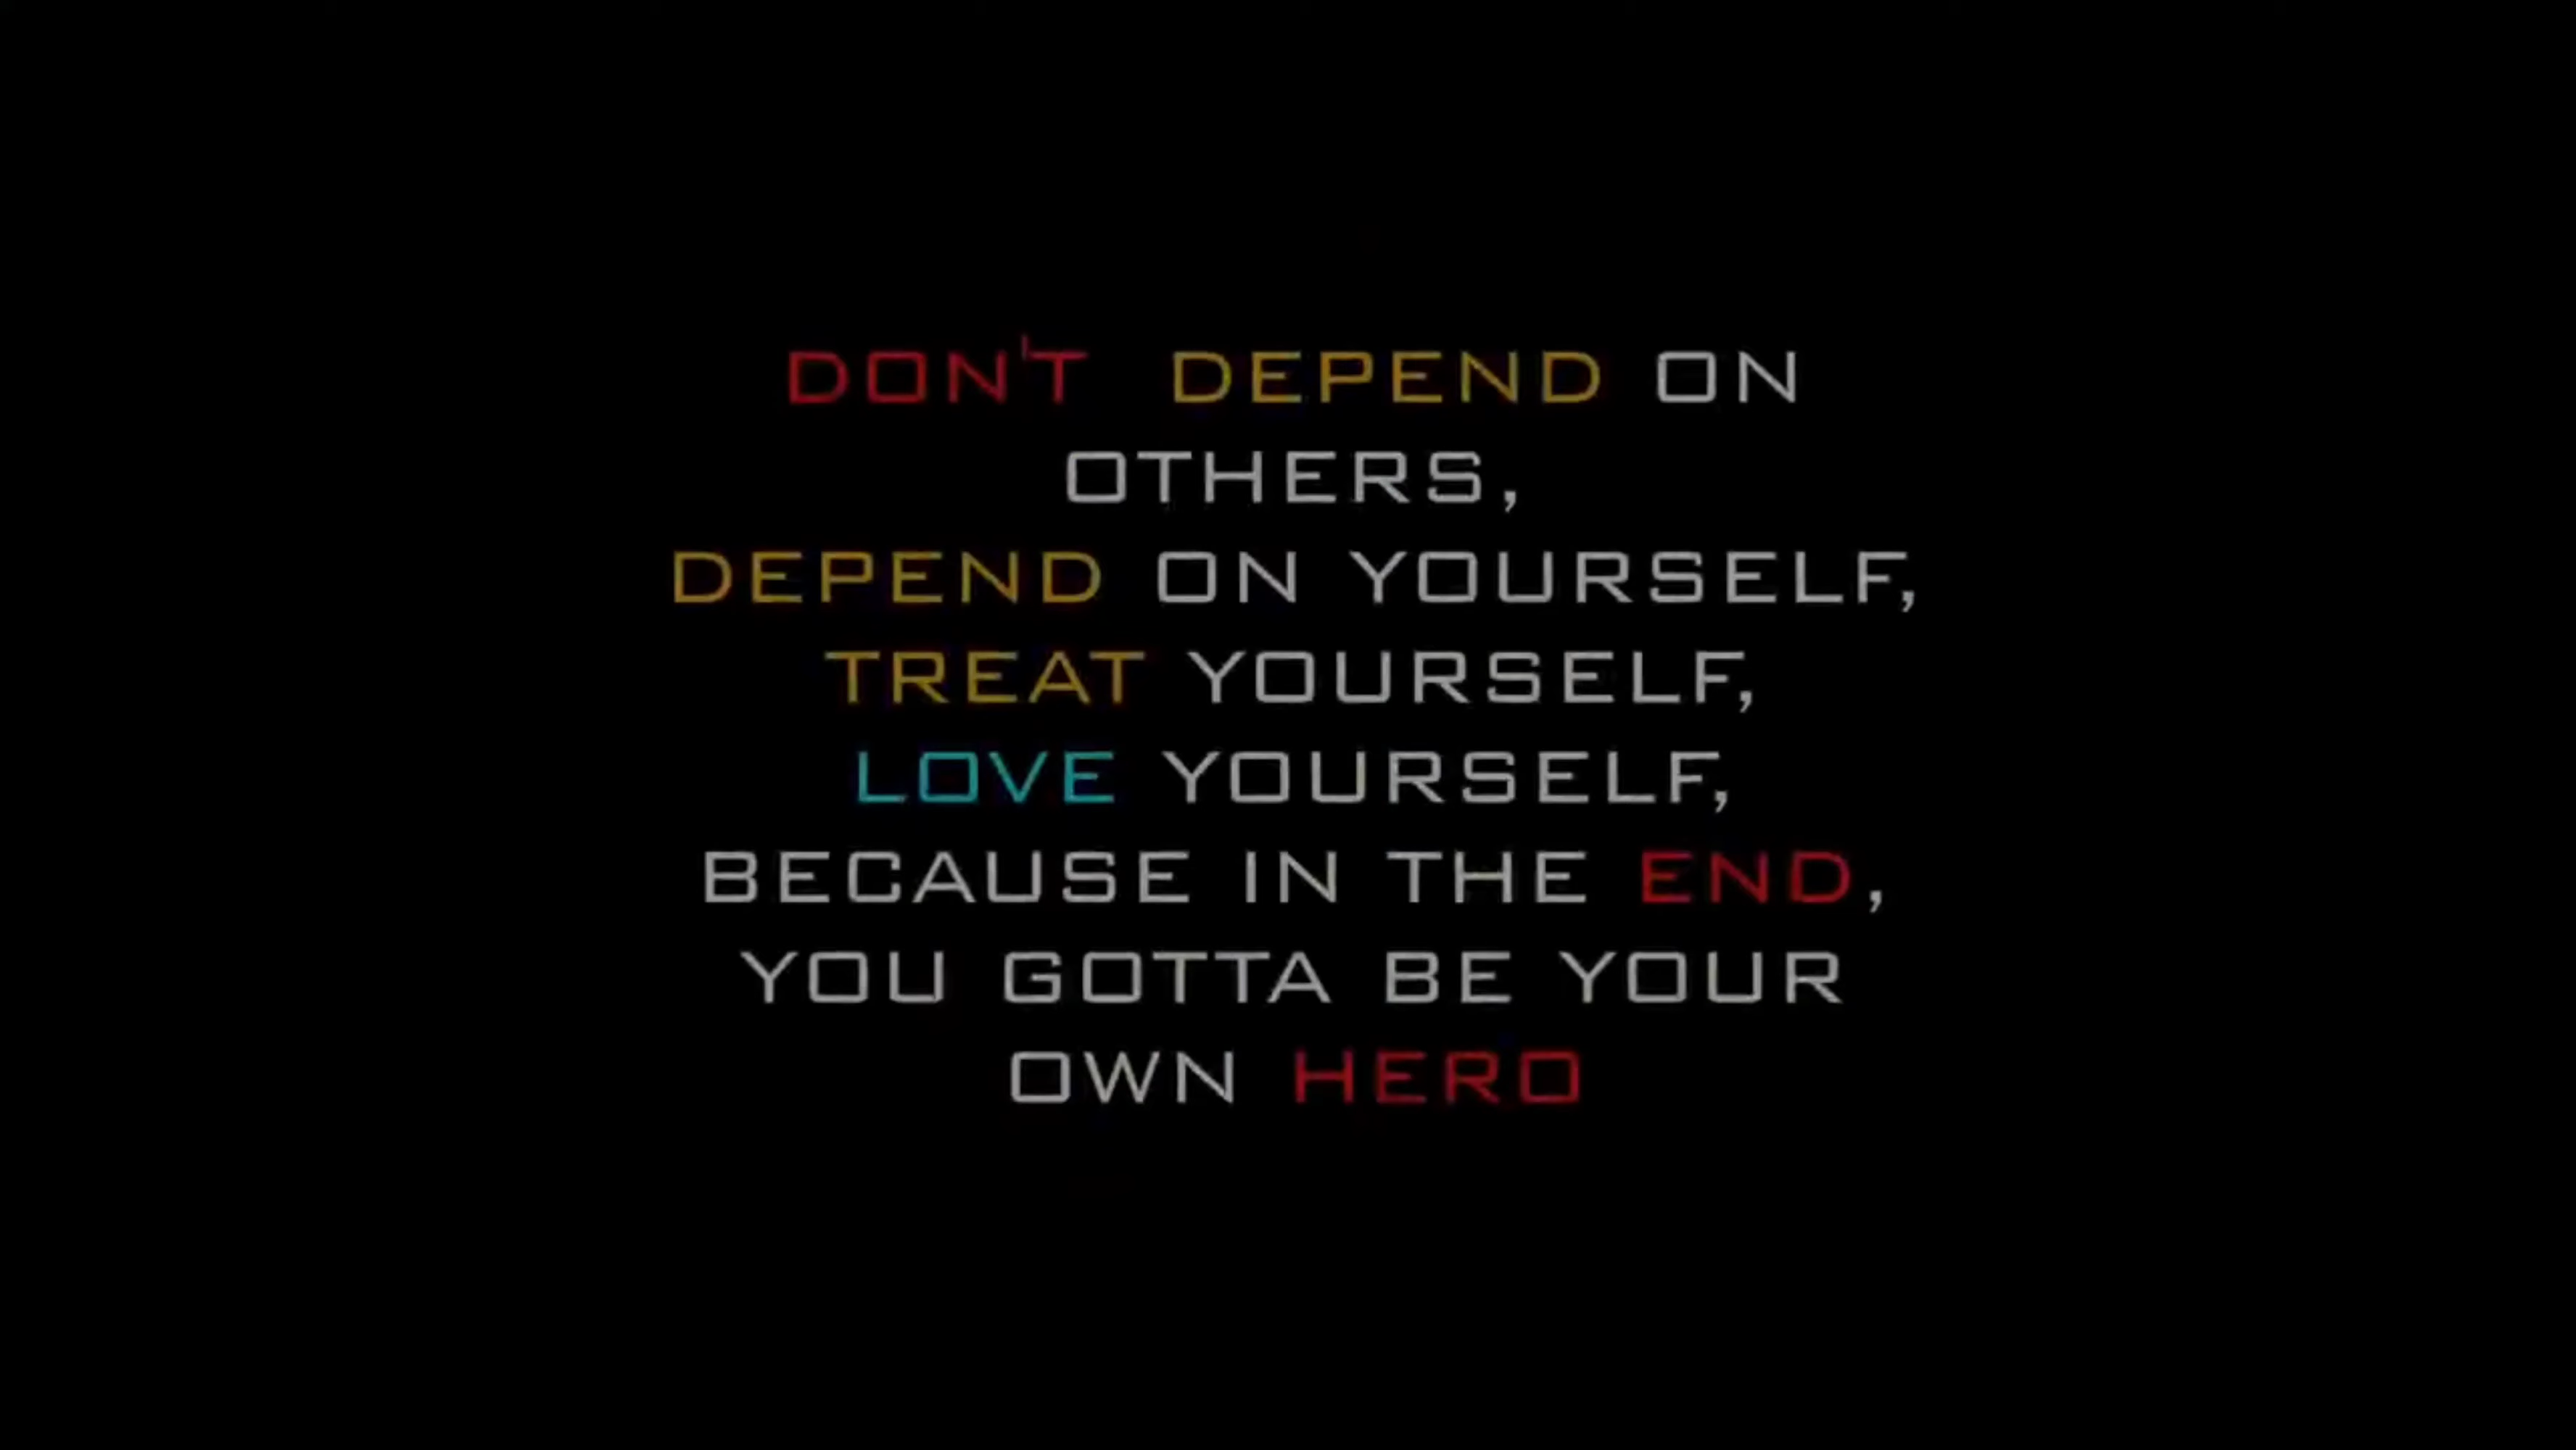 DON'T DEPEND ON
OTHERS,
DEPEND ON YOURSELF,
TREAT YOURSELF,
LOVE YOURSELF,
BECAUSE IN THE END,
YOU GOTTA BE YOUR
OWN HERO